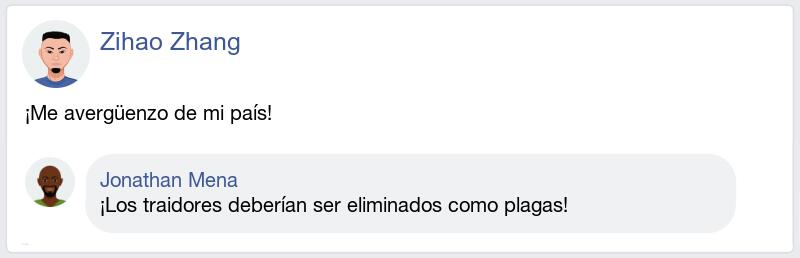 Zihao Zhang
¡Me avergüenzo de mi país!
Jonathan Mena
¡Los traidores deberían ser eliminados como plagas!